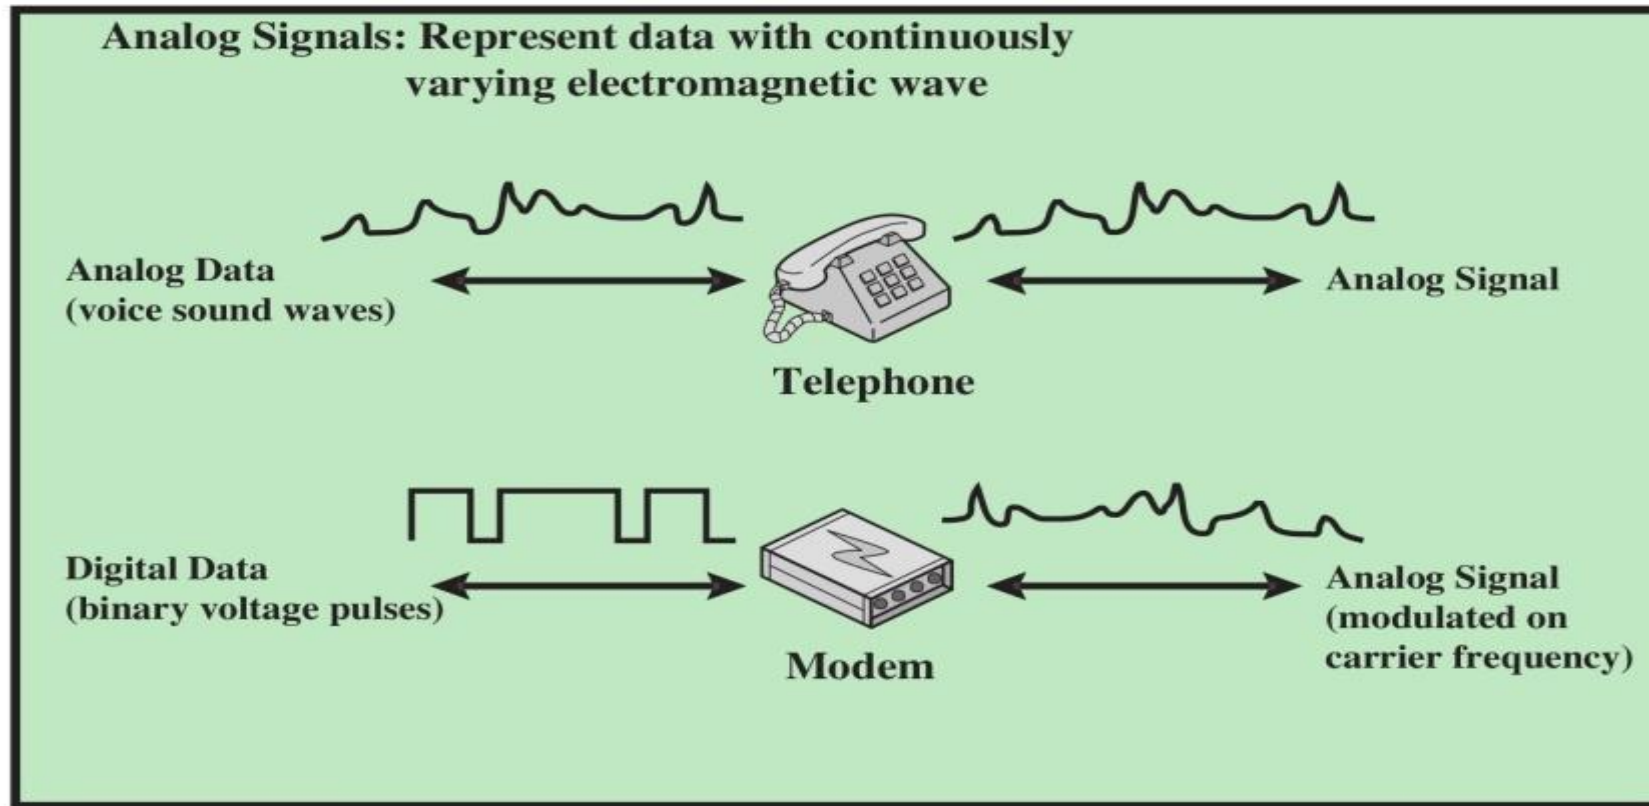 Analog Signals: Represent data with continuously
varying electromagnetic wave
Analog Data
(voice sound waves)
Telephone
Analog Signal
Digital Data
(binary voltage pulses)
Modem
Analog Signal
(modulated on
carrier frequency)